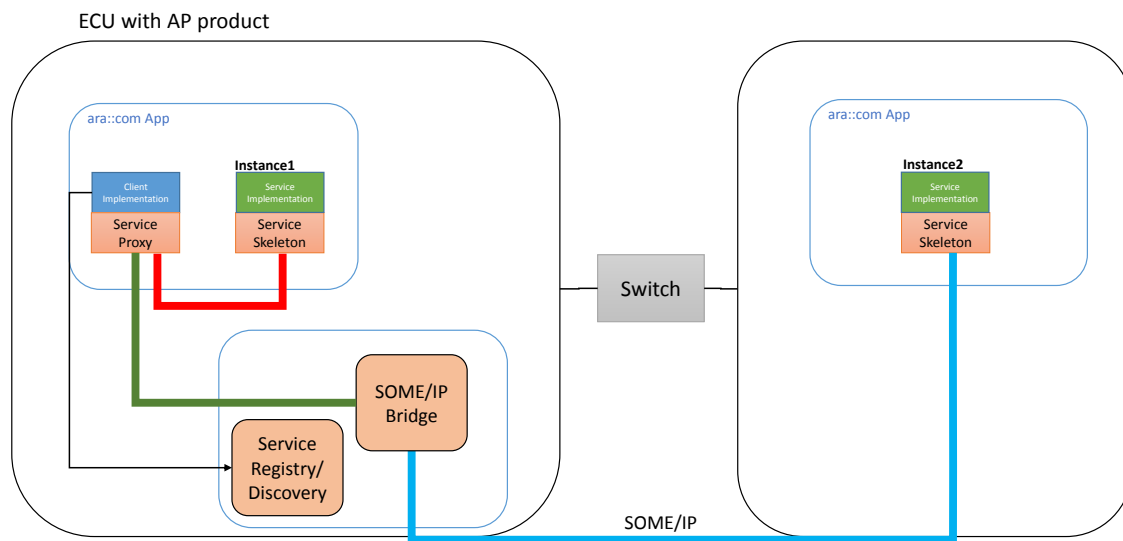 ECU with AP product
ara::com App
Instance1
Client
Implementation
Service
Proxy
Service
Implementation
Service
Skeleton
SOME/IP
Bridge
Service
Registry/
Discovery
Switch
SOME/IP
ara::com App
Instance2
Service
Implementation
Service
Skeleton